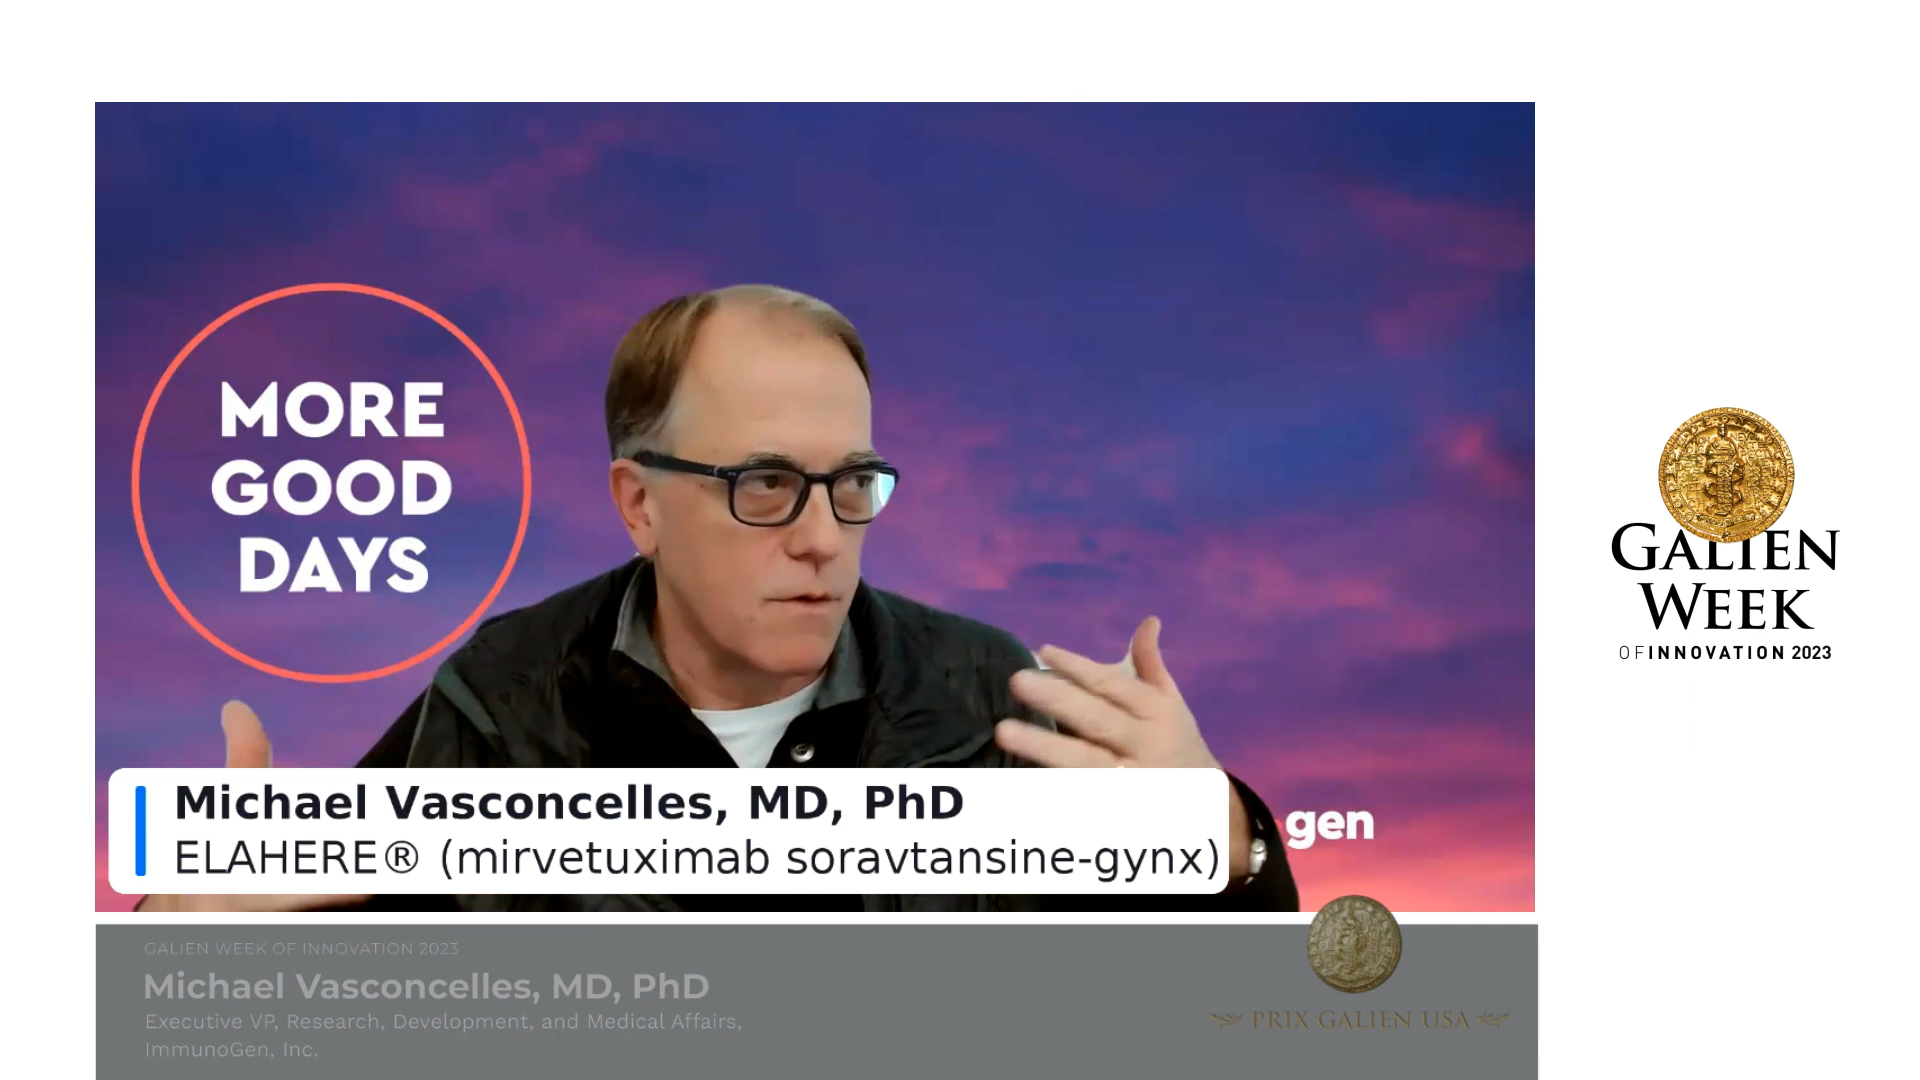 MORE
GOOD
DAYS
Michael Vasconcelles, MD, PhD
ELAHERE® (mirvetuximab soravtansine-gynx)
gen
GALIEN WEEK OF INNOVATION 2023
Michael Vasconcelles, MD, PhD
Executive VP, Research, Development, and Medical Affairs,
ImmunoGen, Inc.
PRIX GALIEN USA
GALIEN
WEEK
OF INNOVATION 2023